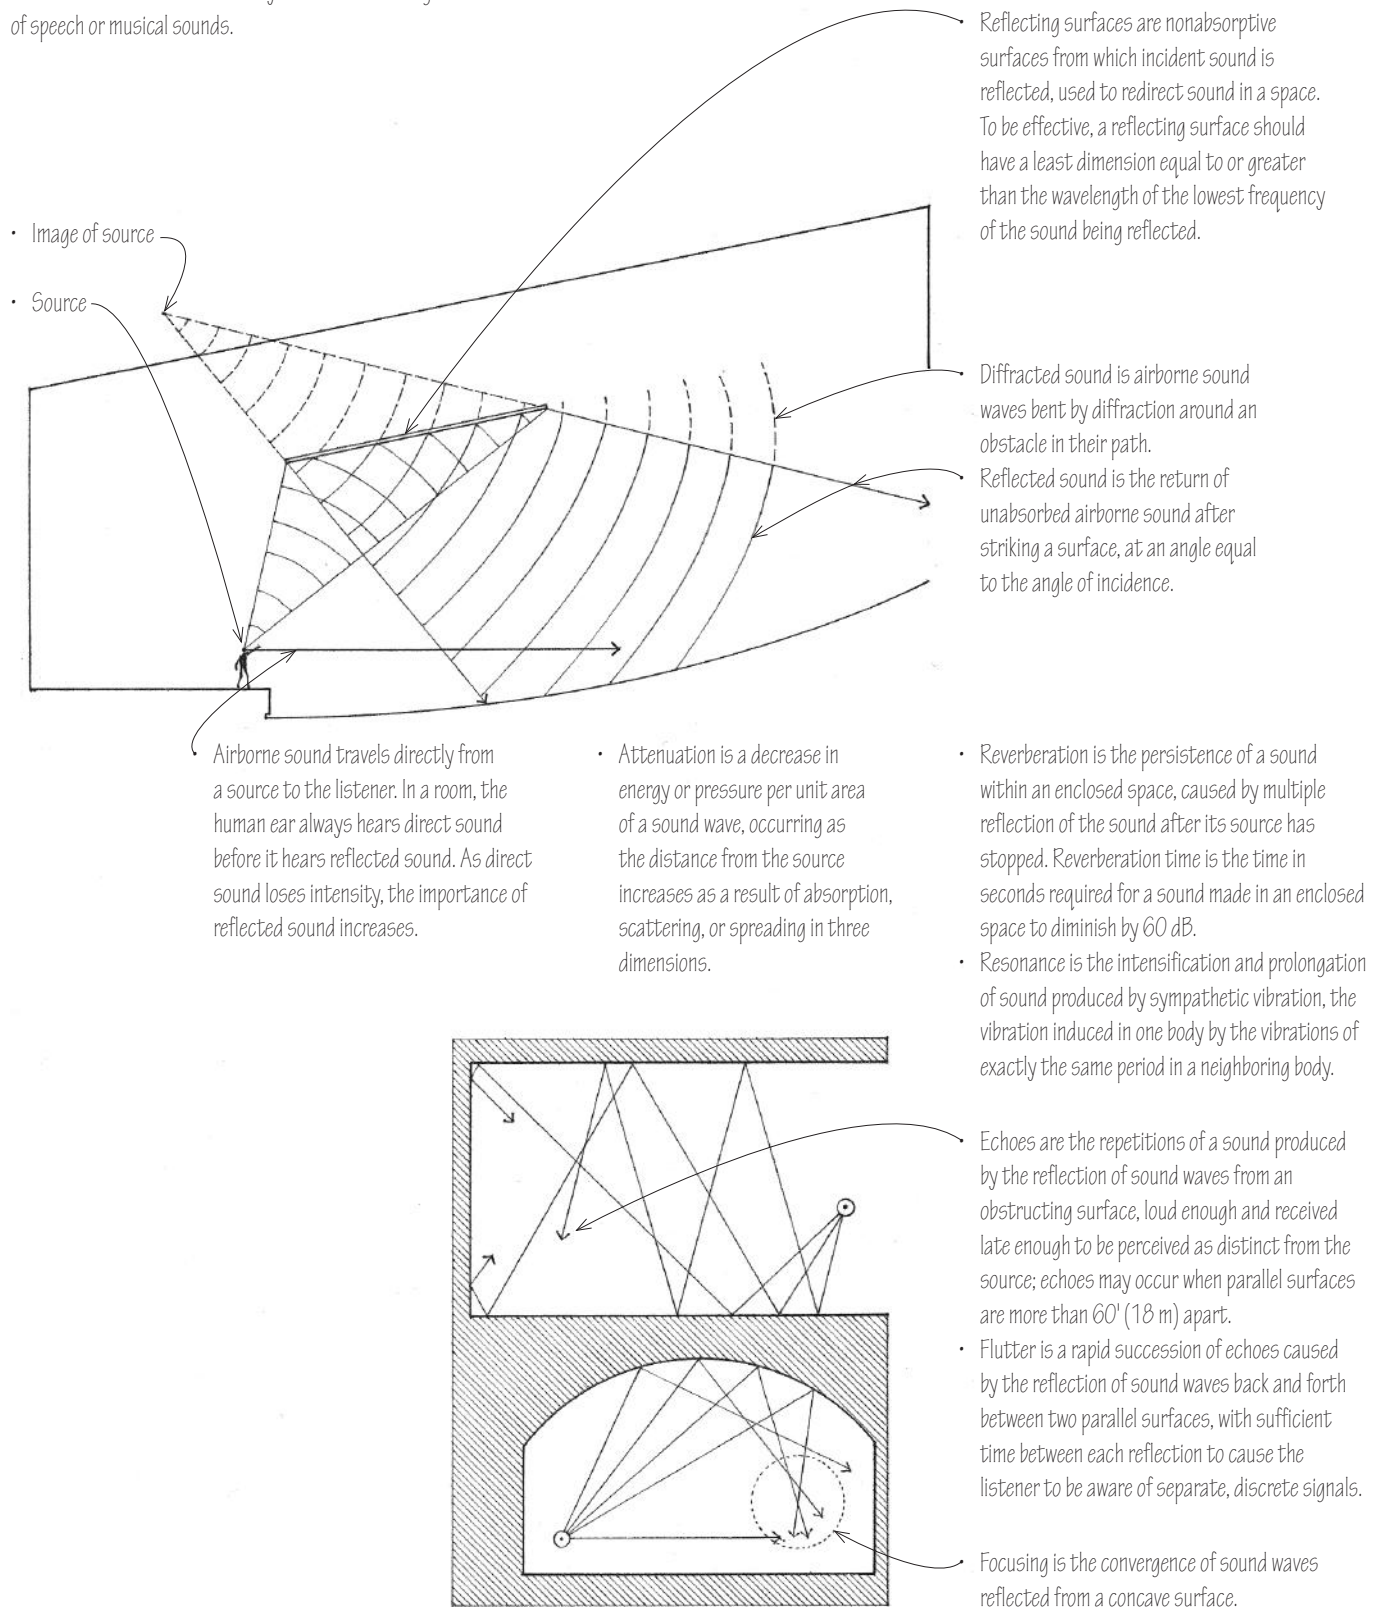 of speech or musical sounds.
• Reflecting surfaces are nonabsorptive
surfaces from which incident sound is
reflected, used to redirect sound in a space.
To be effective, a reflecting surface should
have a least dimension equal to or greater
than the wavelength of the lowest frequency
of the sound being reflected.
• Image of source
• Source
• Diffracted sound is airborne sound
waves bent by diffraction around an
obstacle in their path.
• Reflected sound is the return of
unabsorbed airborne sound after
striking a surface, at an angle equal
to the angle of incidence.
• Airborne sound travels directly from
a source to the listener. In a room, the
human ear always hears direct sound
before it hears reflected sound. As direct
sound loses intensity, the importance of
reflected sound increases.
• Attenuation is a decrease in
energy or pressure per unit area
of a sound wave, occurring as
the distance from the source
increases as a result of absorption,
scattering, or spreading in three
dimensions.
• Reverberation is the persistence of a sound
within an enclosed space, caused by multiple
reflection of the sound after its source has
stopped. Reverberation time is the time in
seconds required for a sound made in an enclosed
space to diminish by 60 dB.
• Resonance is the intensification and prolongation
of sound produced by sympathetic vibration, the
vibration induced in one body by the vibrations of
exactly the same period in a neighboring body.
• Echoes are the repetitions of a sound produced
by the reflection of sound waves from an
obstructing surface, loud enough and received
late enough to be perceived as distinct from the
source; echoes may occur when parallel surfaces
are more than 60' (18 m) apart.
• Flutter is a rapid succession of echoes caused
by the reflection of sound waves back and forth
between two parallel surfaces, with sufficient
time between each reflection to cause the
listener to be aware of separate, discrete signals.
• Focusing is the convergence of sound waves
reflected from a concave surface.